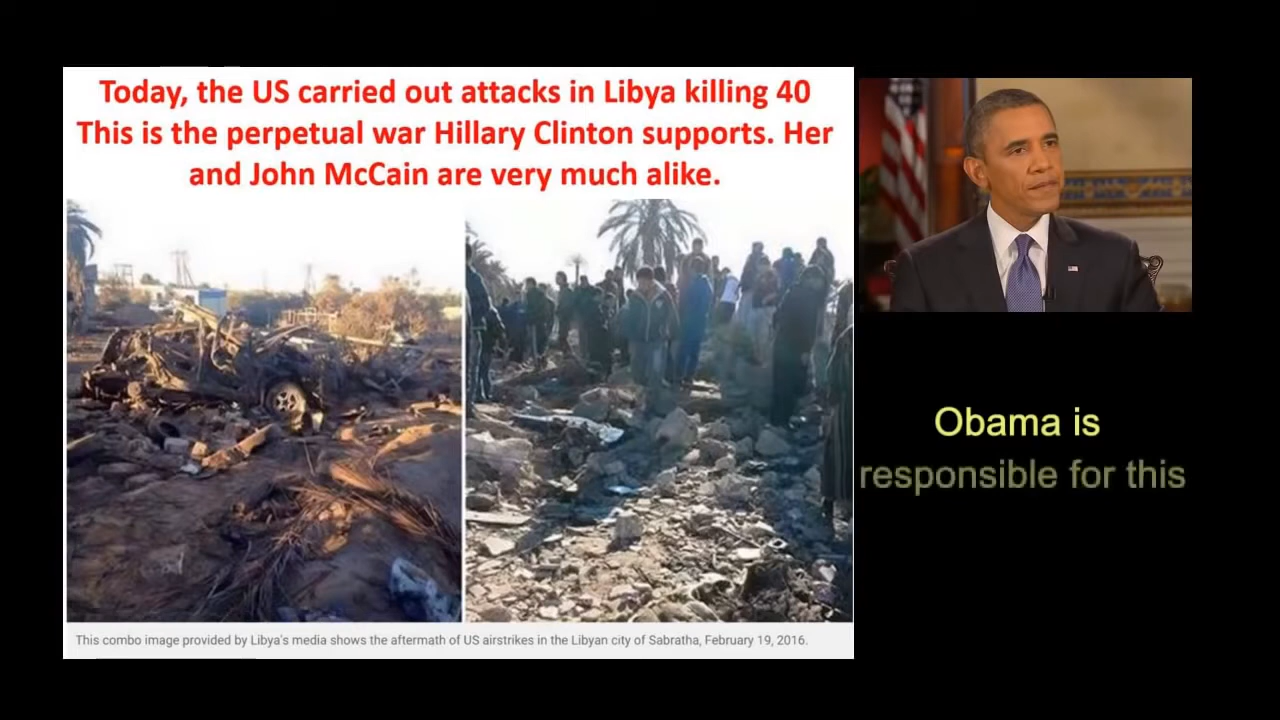 Today, the US carried out attacks in Libya killing 40
This is the perpetual war Hillary Clinton supports. Her
and John McCain are very much alike.
This combo image provided by Libya's media shows the aftermath of US airstrikes in the Libyan city of Sabratha, February 19, 2016.
Obama is
responsible for this